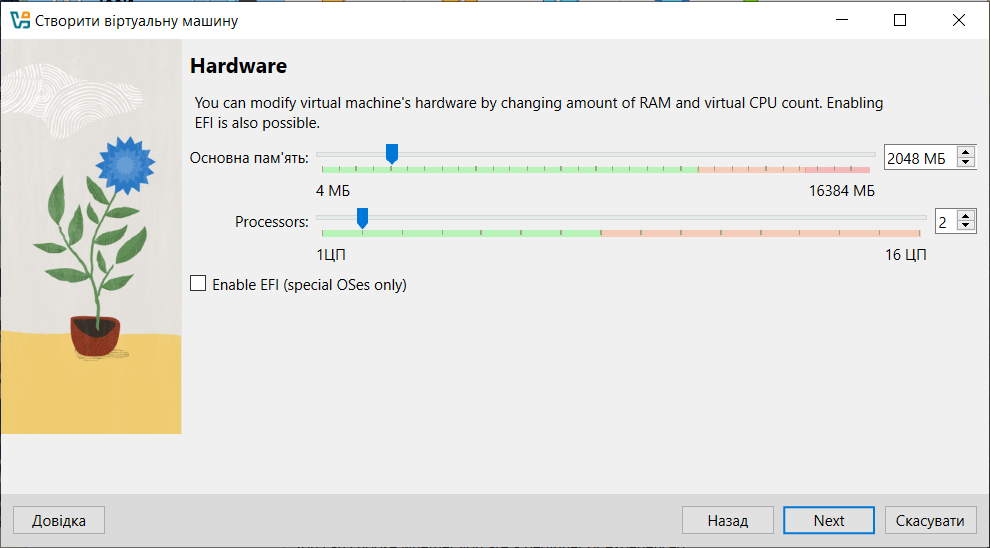 Створити віртуальну машину
Hardware
You can modify virtual machine's hardware by changing amount of RAM and virtual CPU count. Enabling
EFI is also possible.
Основна пам'ять:
2048 МБ
4 МБ
16384 МБ
Processors:
2
1ЦП
16 ЦП
Enable EFI (special OSes only)
Довідка
Назад
Next
Скасувати